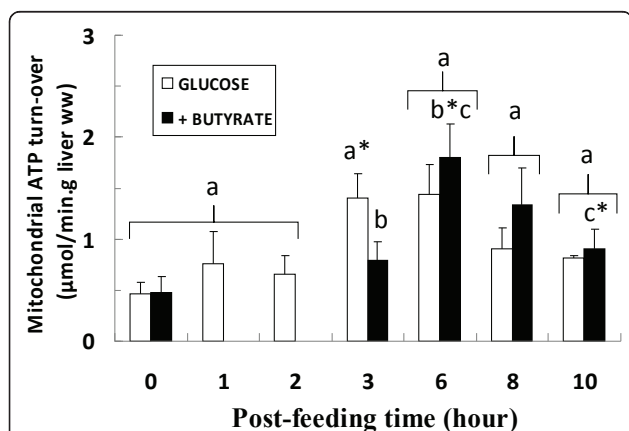 Mitochondrial ATP turn-over
(µmol/min.g liver ww)
3
2
1
0
GLUCOSE
+ BUTYRATE
a
a*
b
a
b*c
a
a
c*
0 1 2 3 6 8 10
Post-feeding time (hour)